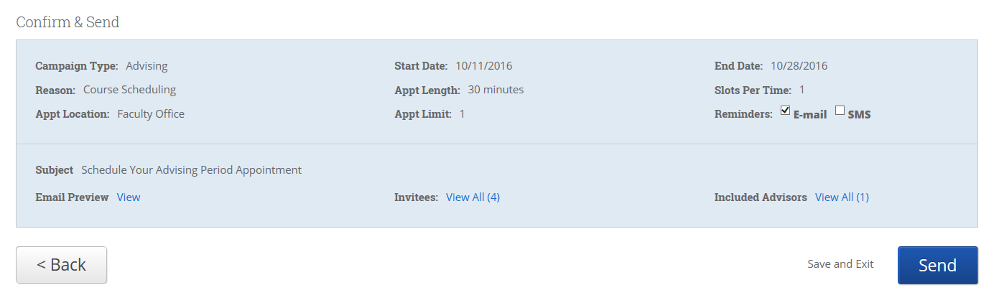 Confirm & Send
Campaign Type: Advising Start Date: 10/11/2016 End Date: 10/28/2016
Reason: Course Scheduling Appt Length: 30 minutes Slots Per Time: 1
Appt Location: Faculty Office Appt Limit: 1 Reminders: E-mail SMS
Subject Schedule Your Advising Period Appointment
Email Preview View Invitees: View All (4) Included Advisors View All (1)
< Back Save and Exit Send